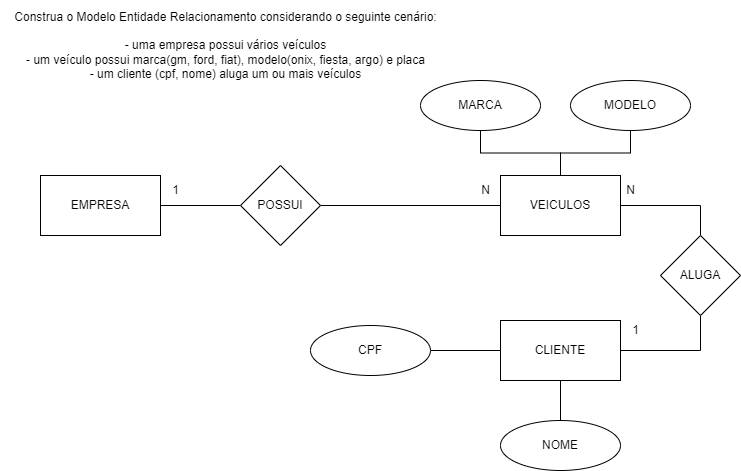 Construa o Modelo Entidade Relacionamento considerando o seguinte cenário:
- uma empresa possui vários veículos
- um veículo possui marca(gm, ford, fiat), modelo(onix, fiesta, argo) e placa
- um cliente (cpf, nome) aluga um ou mais veículos
MARCA
MODELO
EMPRESA
1
POSSUI
N
VEICULOS
N
ALUGA
CPF
CLIENTE
1
NOME